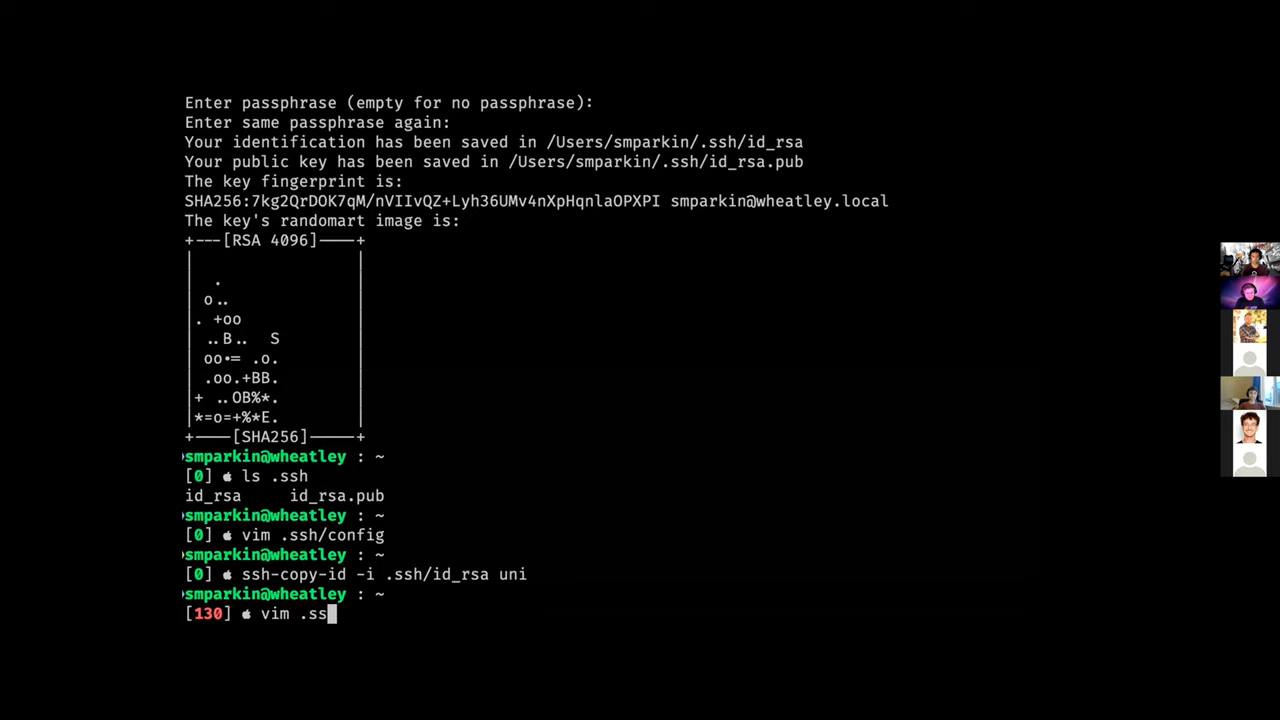 Enter passphrase (empty for no passphrase):
Enter same passphrase again:
Your identification has been saved in /Users/smparkin/.ssh/id_rsa
Your public key has been saved in /Users/smparkin/.ssh/id_rsa.pub
The key fingerprint is:
SHA256:7kg2QrDOK7qM/nVIIvQZ+Lyh36UMv4nXpHqnlaOPXPI smparkin@wheatley.local
The key's randomart image is:
+---[RSA 4096]----+
|                 |
|  .              |
| o..             |
|. +oo            |
| ..B..  S        |
| oo*= .o.        |
| .oo.+BB.        |
|+ ..OB%*.        |
|*=o=+%*E.        |
+----[SHA256]-----+
smparkin@wheatley : ~
[0] ls .ssh
id_rsa     id_rsa.pub
smparkin@wheatley : ~
[0] vim .ssh/config
smparkin@wheatley : ~
[0] ssh-copy-id -i .ssh/id_rsa uni
smparkin@wheatley : ~
[130] vim .ss